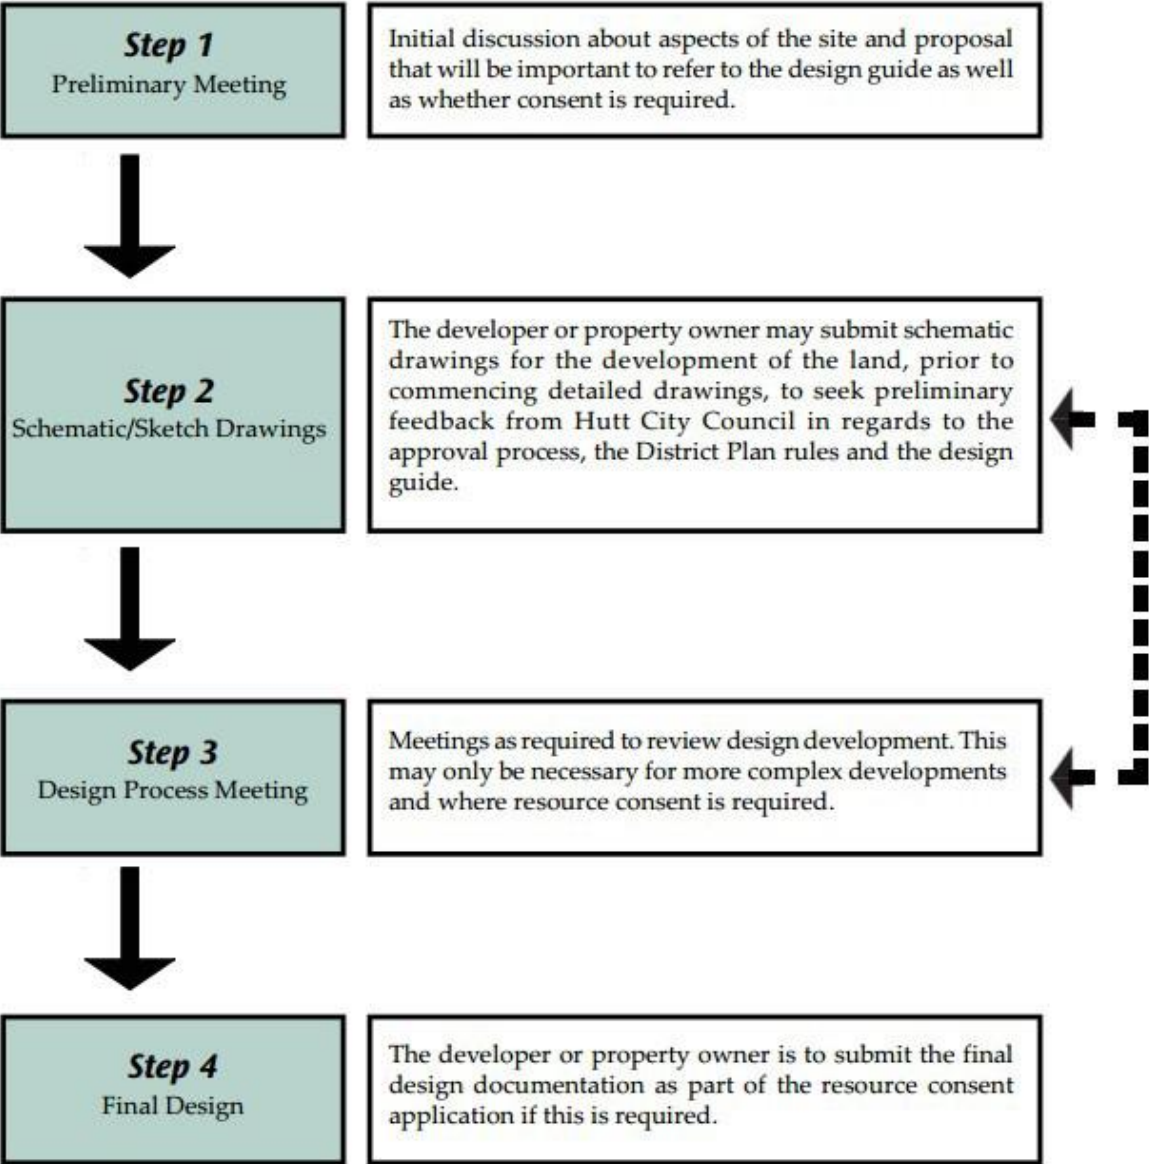 Step 1
Preliminary Meeting
Initial discussion about aspects of the site and proposal
that will be important to refer to the design guide as well
as whether consent is required.
Step 2
Schematic/Sketch Drawings
The developer or property owner may submit schematic
drawings for the development of the land, prior to
commencing detailed drawings, to seek preliminary
feedback from Hutt City Council in regards to the
approval process, the District Plan rules and the design
guide.
Step 3
Design Process Meeting
Meetings as required to review design development. This
may only be necessary for more complex developments
and where resource consent is required.
Step 4
Final Design
The developer or property owner is to submit the final
design documentation as part of the resource consent
application if this is required.